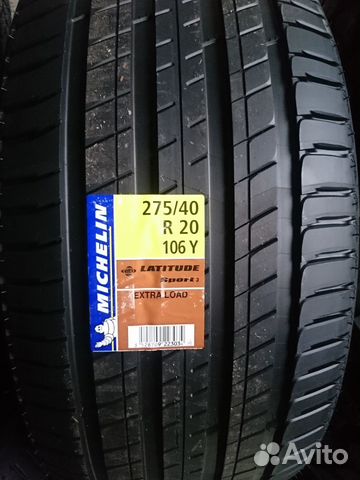 MICHELIN
275/40
R 20
106 Y
LATITUDE
Sport 3
EXTRA LOAD
Avito